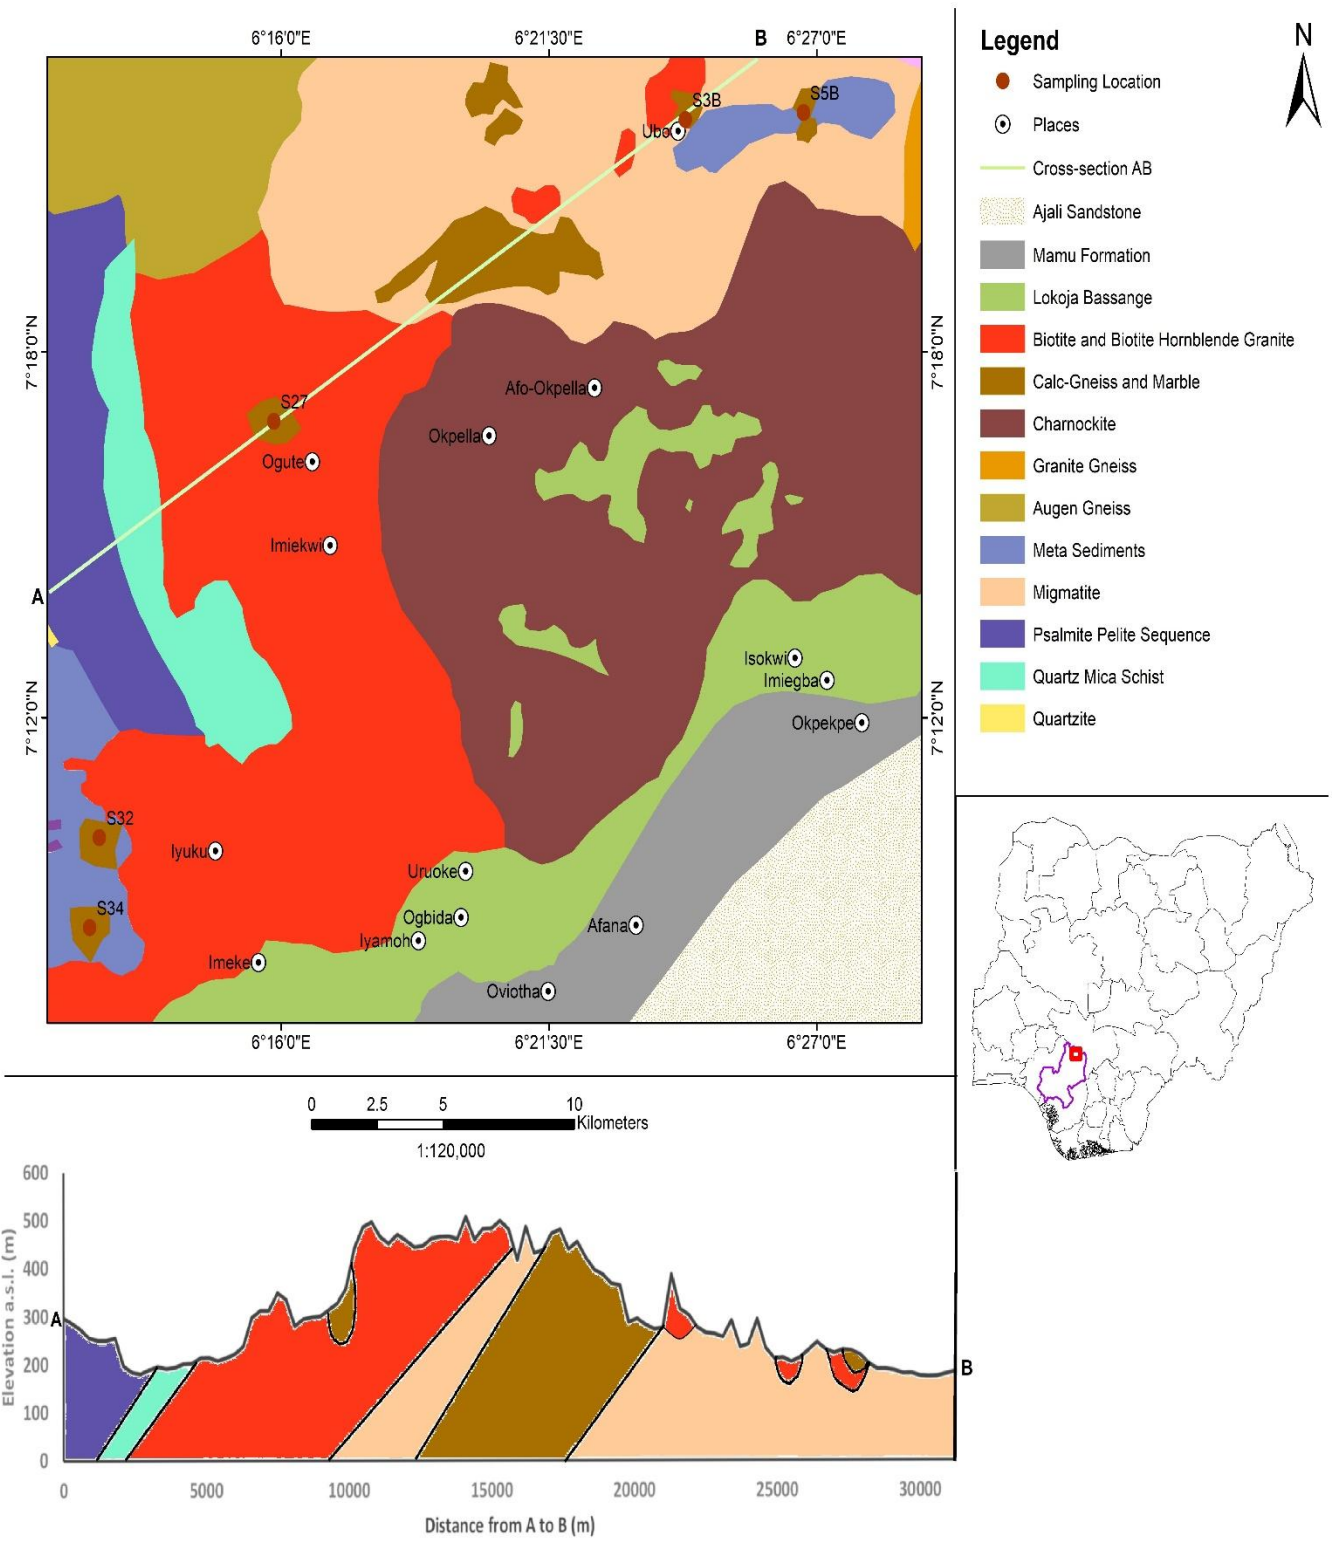 6°16'0"E
6°21'30"E
B
6°27'0"E
S3B
S5B
Ubo
7°18'0"N
7°18'0"N
Afo-Okpella
S27
Okpella
Ogute
Imiekwi
A
Isokwi
Imiegba
7°12'0"N
Okpekpe
7°12'0"N
S32
Iyuku
Uruoke
S34
Ogbida
Afana
Iyamoh
Imeke
Oviotha
6°16'0"E
6°21'30"E
6°27'0"E
Legend
N
Sampling Location
Places
Cross-section AB
Ajali Sandstone
Mamu Formation
Lokoja Bassange
Biotite and Biotite Hornblende Granite
Calc-Gneiss and Marble
Charnockite
Granite Gneiss
Augen Gneiss
Meta Sediments
Migmatite
Psalmite Pelite Sequence
Quartz Mica Schist
Quartzite
0 2.5 5 10
Kilometers
1:120,000
Elevation a.s.l. (m)
600
500
400
300
200
100
0
A
B
0 5000 10000 15000 20000 25000 30000
Distance from A to B (m)